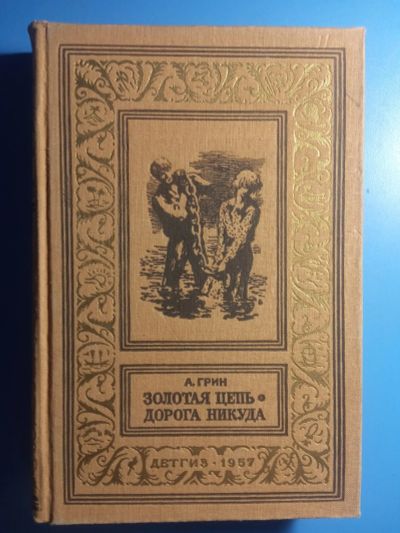 А. ГРИН
ЗОЛОТАЯ ЦЕПЬ •
ДОРОГА НИКУДА
ДЕТГИЗ • 1957